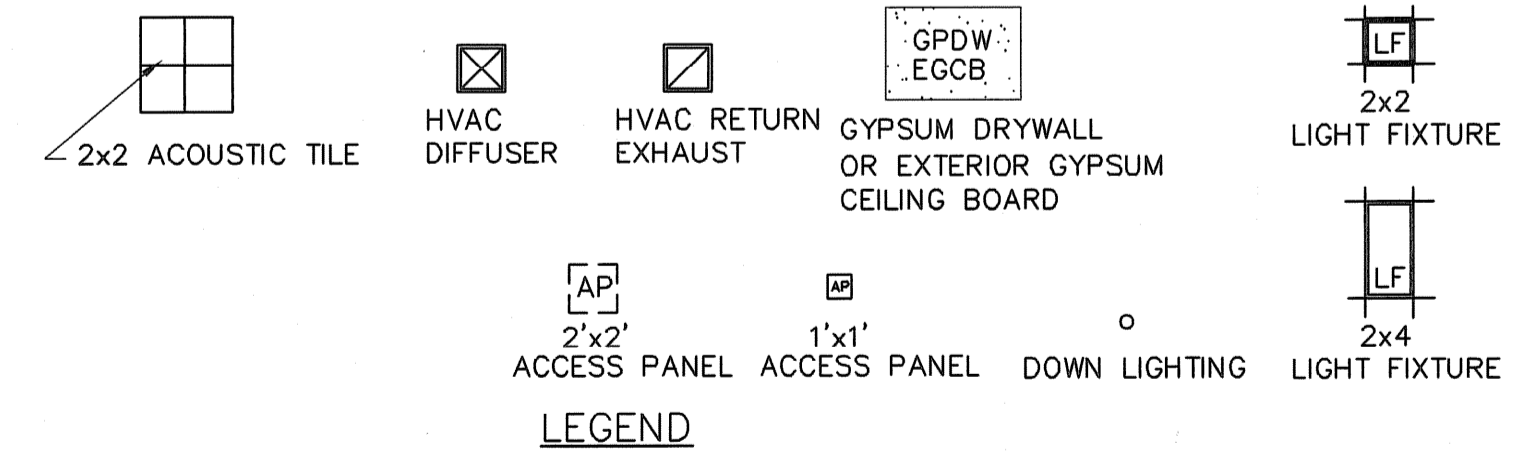 2x2 ACOUSTIC TILE
HVAC
DIFFUSER
HVAC RETURN
EXHAUST
GPDW
EGCB
GYPSUM DRYWALL
OR EXTERIOR GYPSUM
CEILING BOARD
LF
2x2
LIGHT FIXTURE
AP
2'x2'
ACCESS PANEL
AP
1'x1'
ACCESS PANEL
DOWN LIGHTING
LF
2x4
LIGHT FIXTURE
LEGEND